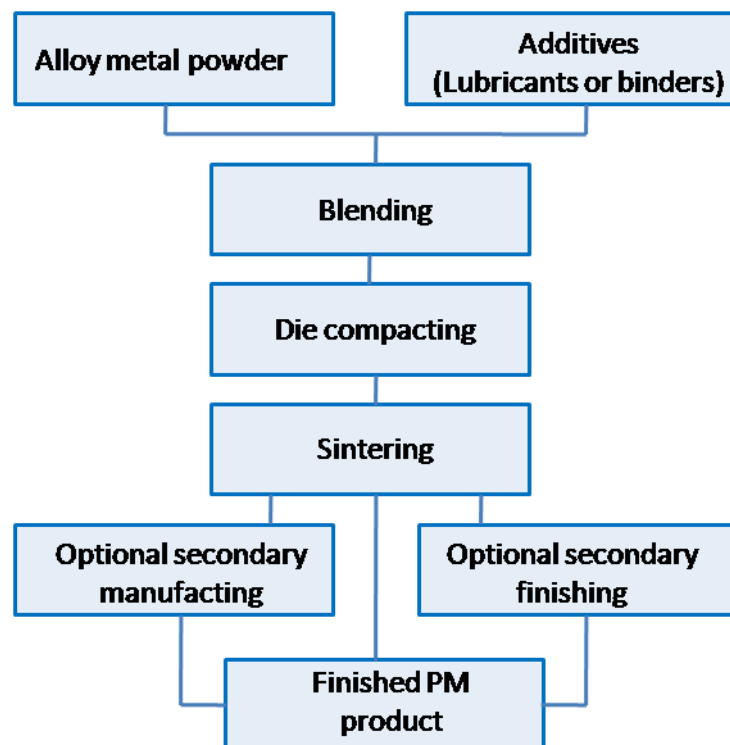 Alloy metal powder
Additives
(Lubricants or binders)
Blending
Die compacting
Sintering
Optional secondary
manufacting
Optional secondary
finishing
Finished PM
product